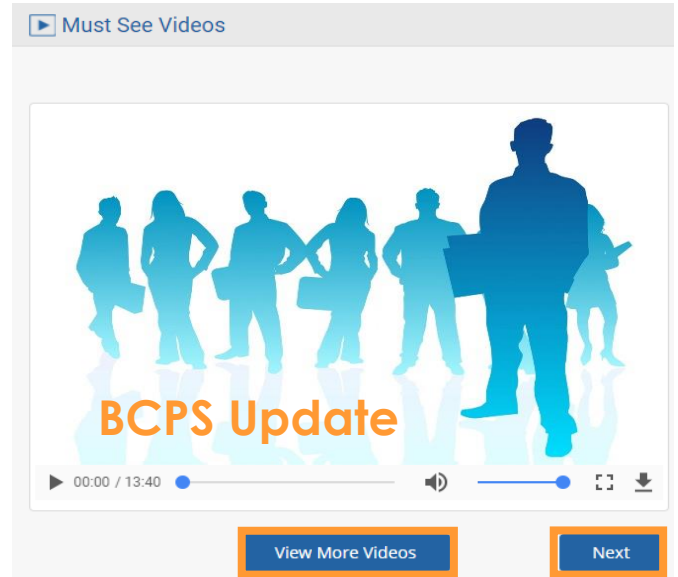 Must See Videos
BCPS Update
00:00 / 13:40
View More Videos
Next